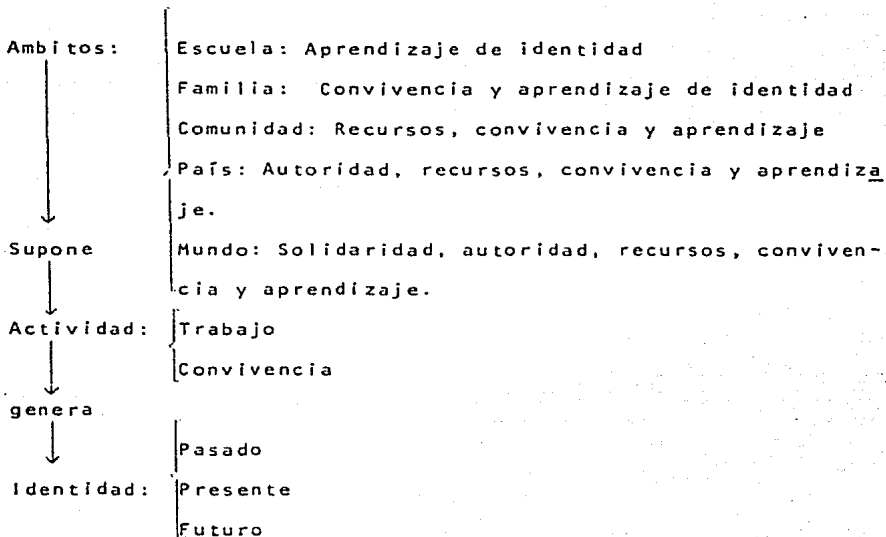 Ambitos: Escuela: Aprendizaje de identidad
Familia: Convivencia y aprendizaje de identidad
Comunidad: Recursos, convivencia y aprendizaje
País: Autoridad, recursos, convivencia y aprendiza
je.
Supone Mundo: Solidaridad, autoridad, recursos, conviven-
cia y aprendizaje.
Actividad: Trabajo
Convivencia
genera
Pasado
Identidad: Presente
Futuro